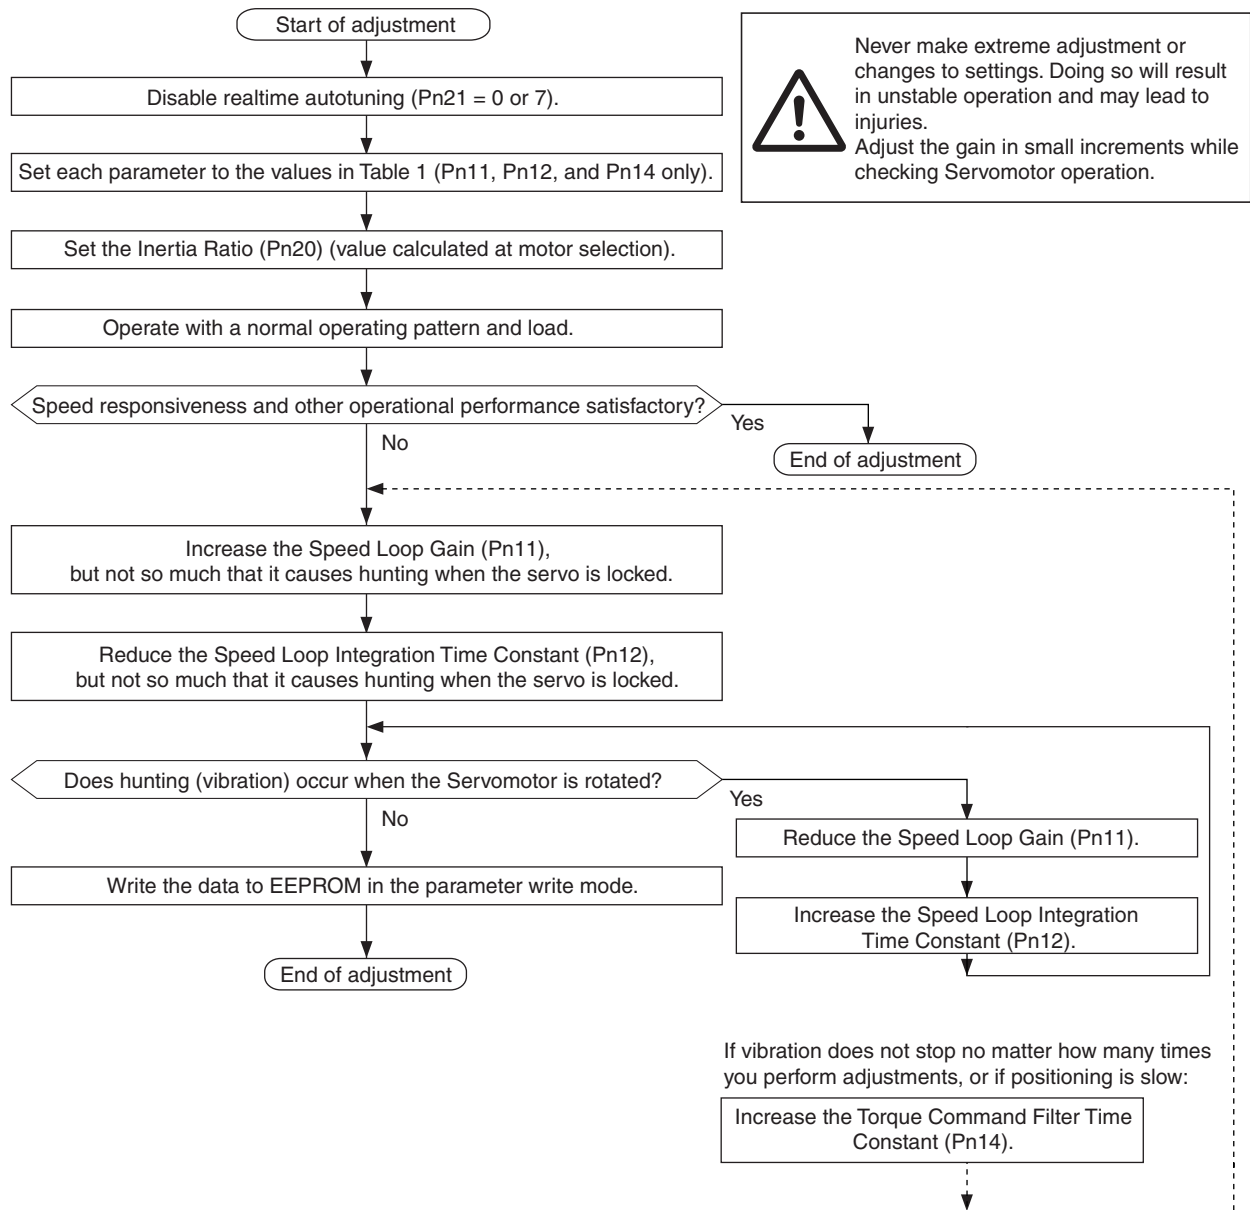 Start of adjustment
Never make extreme adjustment or
changes to settings. Doing so will result
in unstable operation and may lead to
injuries.
Adjust the gain in small increments while
checking Servomotor operation.
Disable realtime autotuning (Pn21 = 0 or 7).
Set each parameter to the values in Table 1 (Pn11, Pn12, and Pn14 only).
Set the Inertia Ratio (Pn20) (value calculated at motor selection).
Operate with a normal operating pattern and load.
Speed responsiveness and other operational performance satisfactory?
Yes
No
End of adjustment
Increase the Speed Loop Gain (Pn11),
but not so much that it causes hunting when the servo is locked.
Reduce the Speed Loop Integration Time Constant (Pn12),
but not so much that it causes hunting when the servo is locked.
Does hunting (vibration) occur when the Servomotor is rotated?
Yes
No
Reduce the Speed Loop Gain (Pn11).
Write the data to EEPROM in the parameter write mode.
Increase the Speed Loop Integration
Time Constant (Pn12).
End of adjustment
If vibration does not stop no matter how many times
you perform adjustments, or if positioning is slow:
Increase the Torque Command Filter Time
Constant (Pn14).